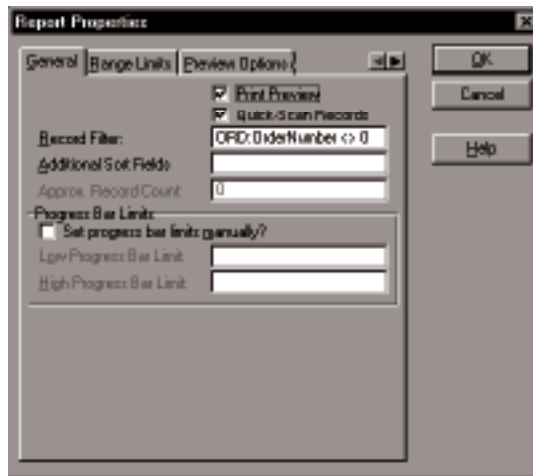 Report Properties
General Range Limits Preview Options
OK
Cancel
Help
Print Preview
Quick-Scan Records
Record Filter: ORD:OrderNumber <> 0
Additional Sort Fields
Approx. Record Count: 0
Progress Bar Limits
Set progress bar limits manually?
Low Progress Bar Limit:
High Progress Bar Limit: